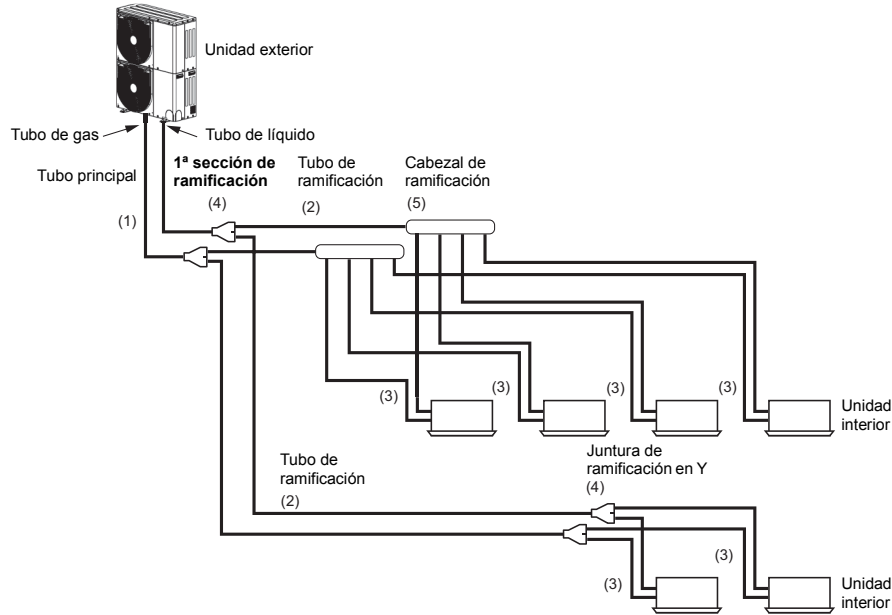 Unidad exterior
Tubo de gas
Tubo de líquido
Tubo principal
1ª sección de
ramificación
Tubo de
ramificación
Cabezal de
ramificación
(1)
(4)
(2)
(5)
(3)
(3)
(3)
(3)
Unidad
interior
Tubo de
ramificación
(2)
Juntura de
ramificación en Y
(4)
(3)
(3)
Unidad
interior